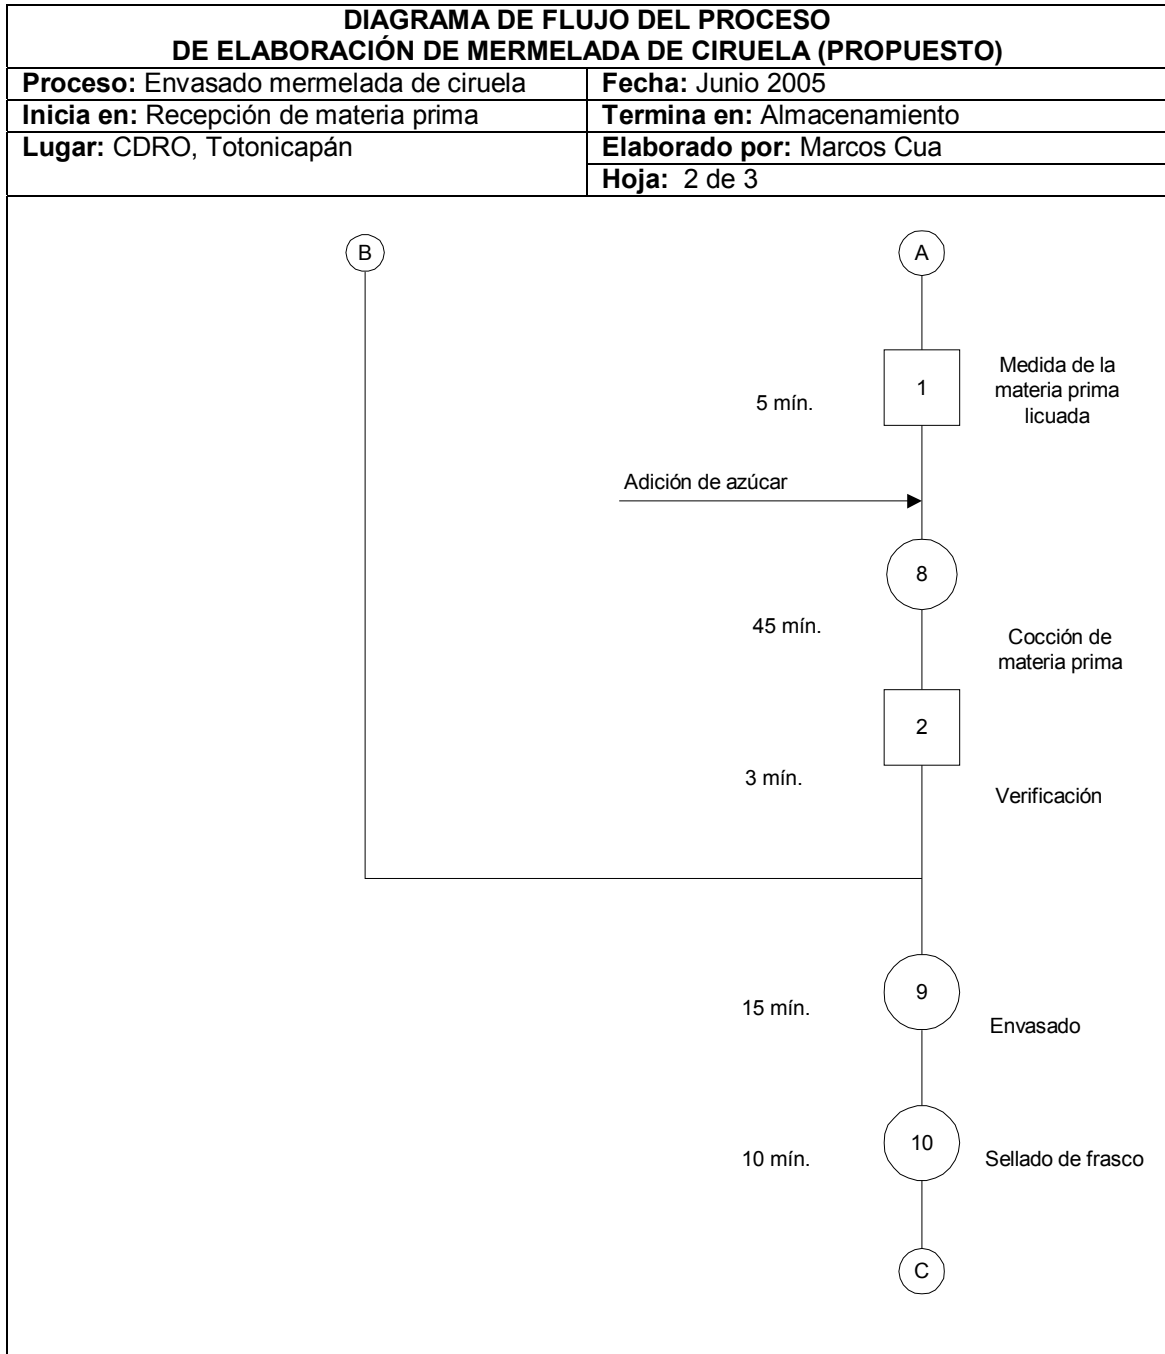 DIAGRAMA DE FLUJO DEL PROCESO
DE ELABORACIÓN DE MERMELADA DE CIRUELA (PROPUESTO)
Proceso: Envasado mermelada de ciruela
Fecha: Junio 2005
Inicia en: Recepción de materia prima
Termina en: Almacenamiento
Lugar: CDRO, Totonicapán
Elaborado por: Marcos Cua
Hoja: 2 de 3
B
A
1
Medida de la
materia prima
licuada
5 mín.
Adición de azúcar
8
45 mín.
Cocción de
materia prima
2
3 mín.
Verificación
9
15 mín.
Envasado
10
10 mín.
Sellado de frasco
C